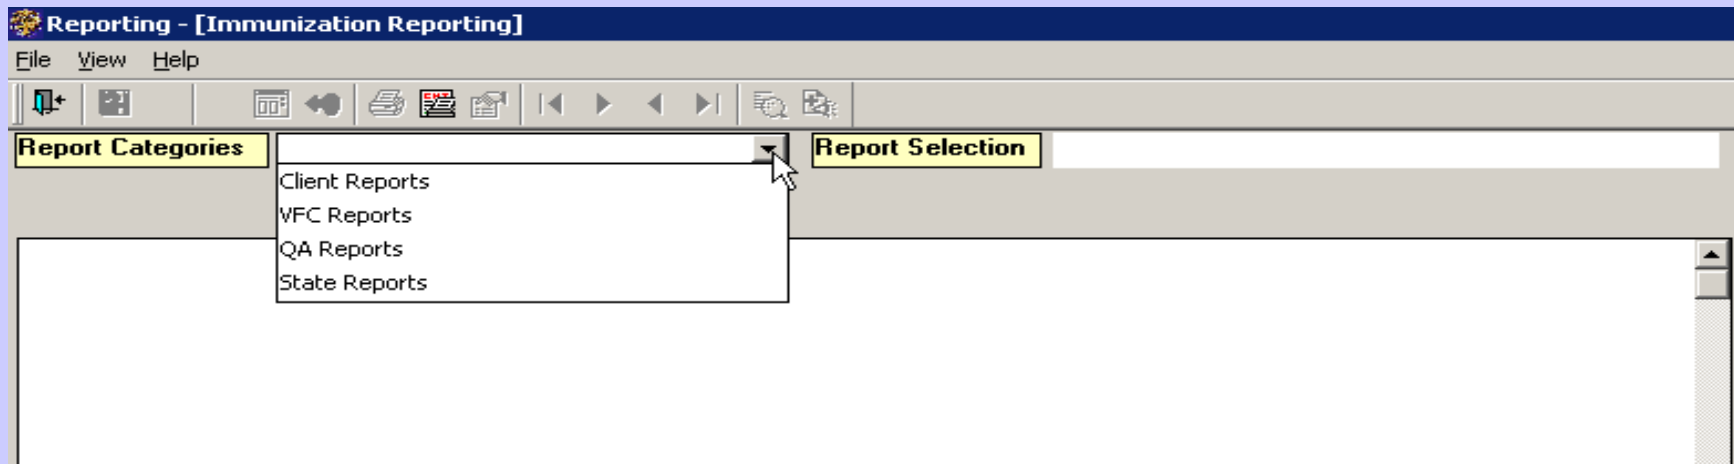 Reporting - [Immunization Reporting]
File View Help
Report Categories
Report Selection
Client Reports
VFC Reports
QA Reports
State Reports